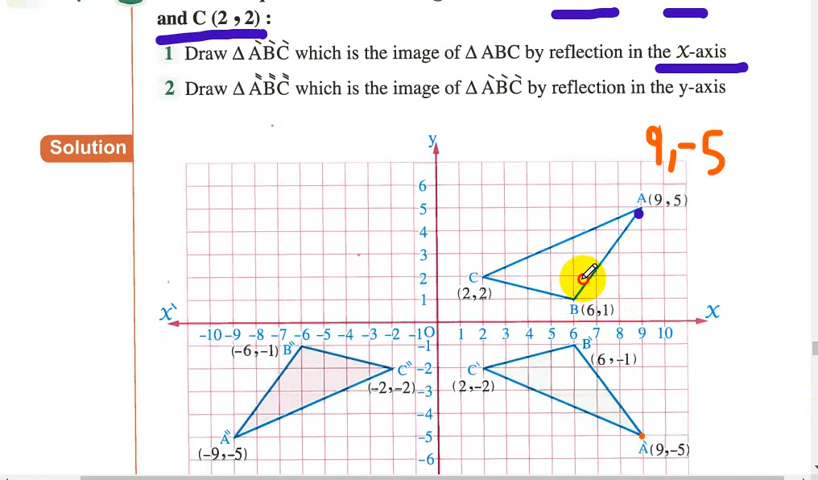 and C (2 , 2) :
1 Draw Δ À B̀ C̀ which is the image of Δ ABC by reflection in the X-axis
2 Draw Δ A̎ B̎ C̎ which is the image of Δ À B̀ C̀ by reflection in the y-axis
Solution
9,-5
y
A(9,5)
6
5
4
3
2
1
C
(2,2)
B(6,1)
X'
X
-10 -9 -8 -7 -6 -5 -4 -3 -2 -1 O 1 2 3 4 5 6 7 8 9 10
-1
-2
-3
-4
-5
-6
(-6,-1) B''
C''
(-2,-2)
A''
(-9,-5)
B'
(6,-1)
C'
(2,-2)
À(9,-5)